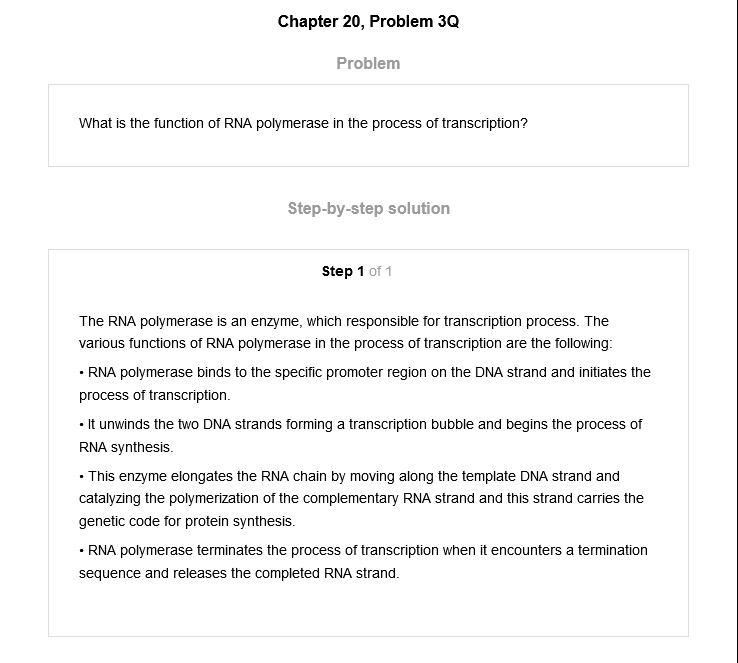 Chapter 20, Problem 3Q
Problem
What is the function of RNA polymerase in the process of transcription?
Step-by-step solution
Step 1 of 1
The RNA polymerase is an enzyme, which responsible for transcription process. The
various functions of RNA polymerase in the process of transcription are the following:
• RNA polymerase binds to the specific promoter region on the DNA strand and initiates the
process of transcription.
• It unwinds the two DNA strands forming a transcription bubble and begins the process of
RNA synthesis.
• This enzyme elongates the RNA chain by moving along the template DNA strand and
catalyzing the polymerization of the complementary RNA strand and this strand carries the
genetic code for protein synthesis.
• RNA polymerase terminates the process of transcription when it encounters a termination
sequence and releases the completed RNA strand.